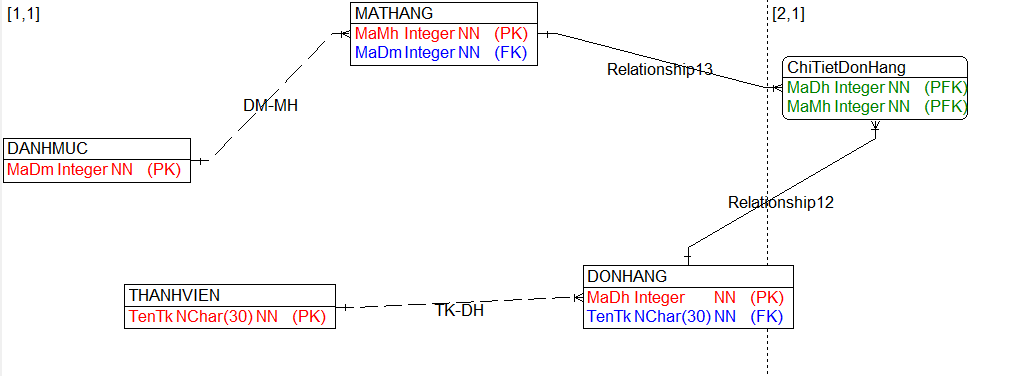 [1,1]
[2,1]
MATHANG
MaMh Integer NN (PK)
MaDm Integer NN (FK)
Relationship13
ChiTietDonHang
MaDh Integer NN (PFK)
MaMh Integer NN (PFK)
DM-MH
DANHMUC
MaDm Integer NN (PK)
Relationship12
THANHVIEN
TenTk NChar(30) NN (PK)
TK-DH
DONHANG
MaDh Integer NN (PK)
TenTk NChar(30) NN (FK)